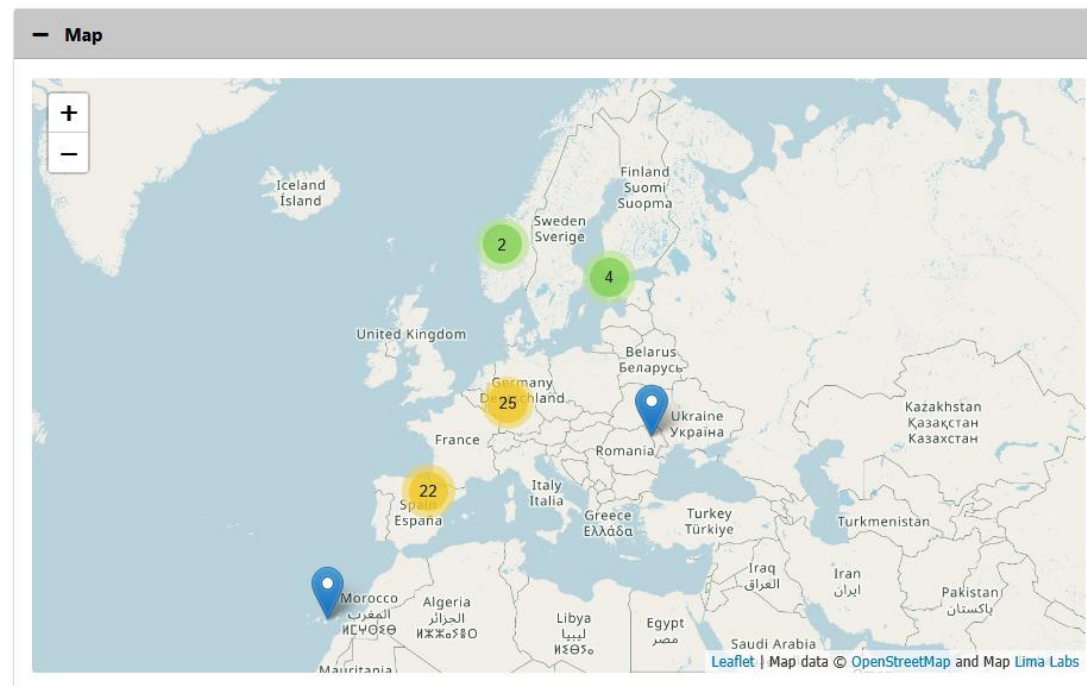 − Map
+
−
Iceland
Ísland
Finland
Suomi
Suopma
Sweden
Sverige
2
4
United Kingdom
Belarus
Беларусь
Germany
25
Ukraine
Україна
France
Romania
Kazakhstan
Қазақстан
Казахстан
22
Spain
España
Italy
Italia
Greece
Ελλάδα
Turkey
Türkiye
Turkmenistan
Morocco
المغرب
ⵍⵎⵖⵔⵉⴱ
Algeria
الجزائر
Libya
ليبيا
Egypt
مصر
Iraq
العراق
Iran
ایران
Pakistan
پاکستان
Saudi Arabia
Mauritania
Leaflet | Map data © OpenStreetMap and Map Lima Labs